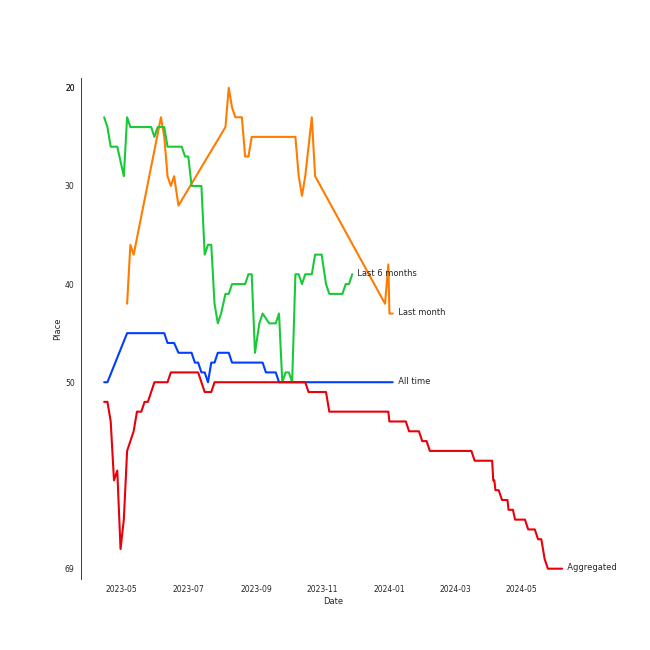 20
30
40
50
69
Place
Last 6 months
Last month
All time
Aggregated
2023-05 2023-07 2023-09 2023-11 2024-01 2024-03 2024-05
Date